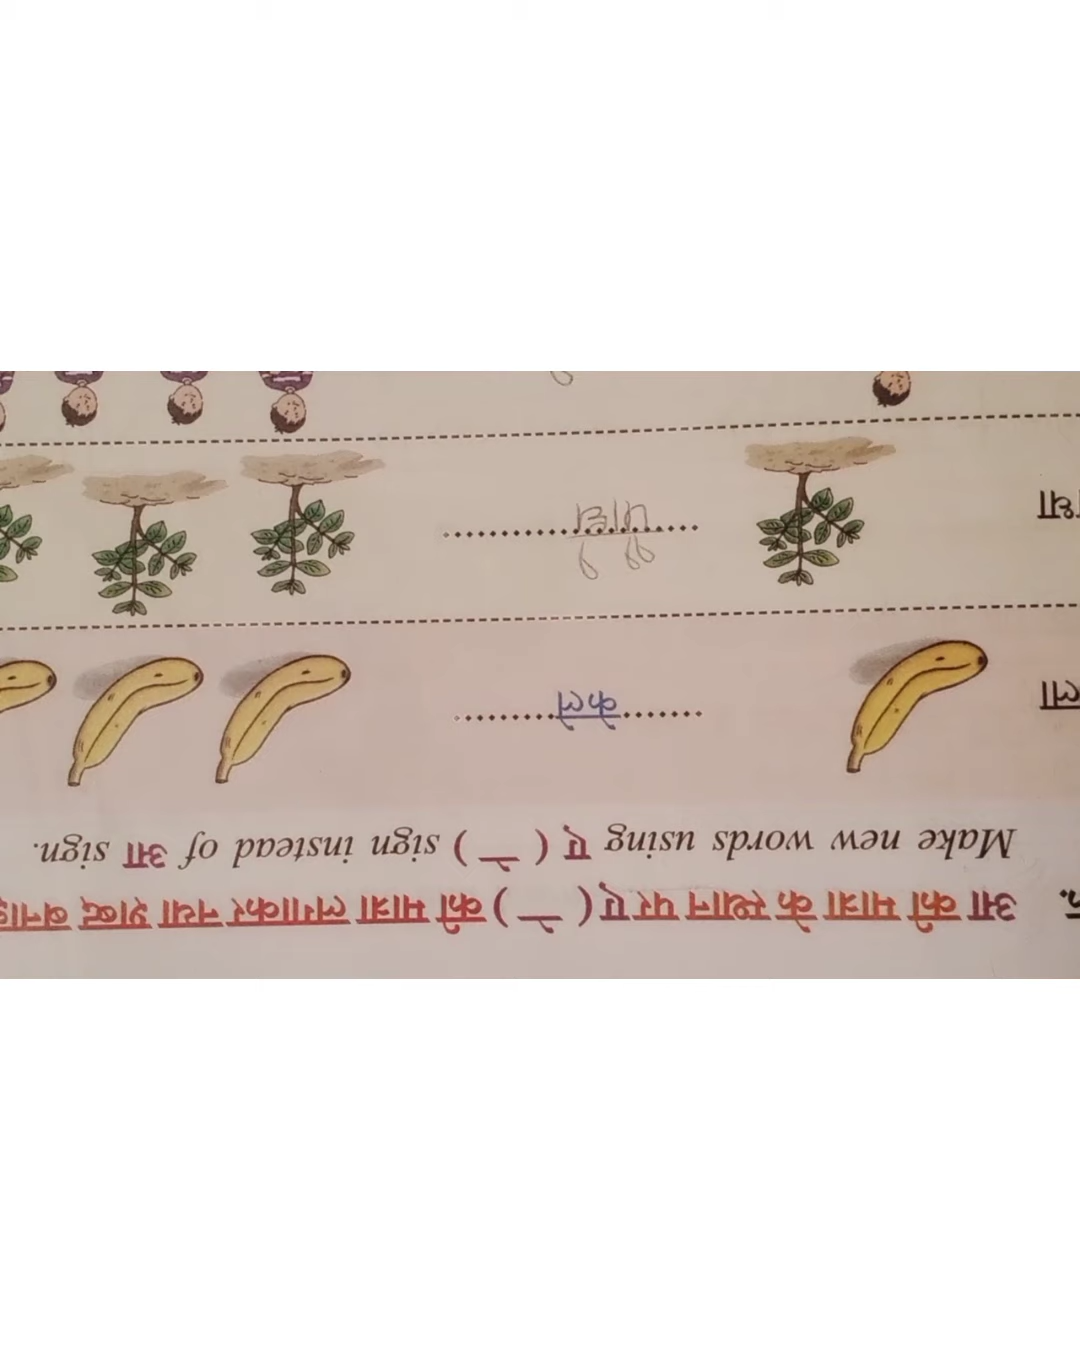 आ की मात्रा के स्थान पर ए ( े ) की मात्रा लगाकर नया शब्द
Make new words using ए ( े ) sign instead of आ sign.
ला केले
धा